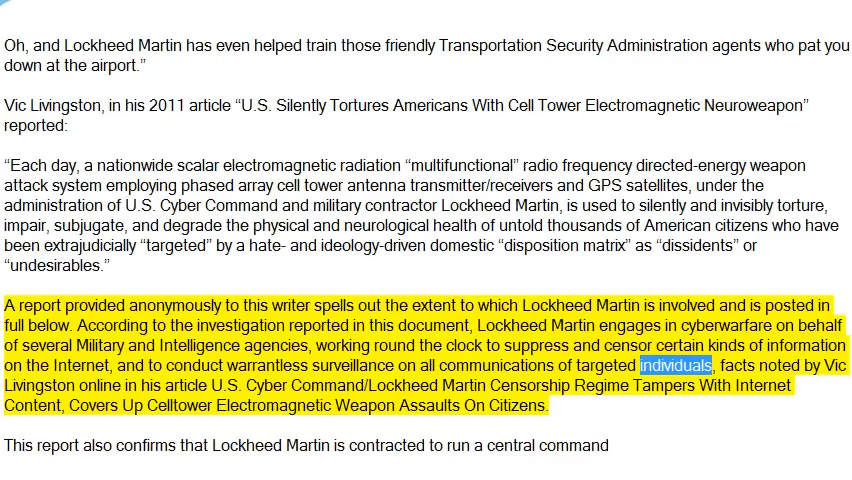 Oh, and Lockheed Martin has even helped train those friendly Transportation Security Administration agents who pat you
down at the airport.”
Vic Livingston, in his 2011 article “U.S. Silently Tortures Americans With Cell Tower Electromagnetic Neuroweapon”
reported:
“Each day, a nationwide scalar electromagnetic radiation “multifunctional” radio frequency directed-energy weapon
attack system employing phased array cell tower antenna transmitter/receivers and GPS satellites, under the
administration of U.S. Cyber Command and military contractor Lockheed Martin, is used to silently and invisibly torture,
impair, subjugate, and degrade the physical and neurological health of untold thousands of American citizens who have
been extrajudicially “targeted” by a hate- and ideology-driven domestic “disposition matrix” as “dissidents” or
“undesirables.”
A report provided anonymously to this writer spells out the extent to which Lockheed Martin is involved and is posted in
full below. According to the investigation reported in this document, Lockheed Martin engages in cyberwarfare on behalf
of several Military and Intelligence agencies, working round the clock to suppress and censor certain kinds of information
on the Internet, and to conduct warrantless surveillance on all communications of targeted individuals, facts noted by Vic
Livingston online in his article U.S. Cyber Command/Lockheed Martin Censorship Regime Tampers With Internet
Content, Covers Up Celltower Electromagnetic Weapon Assaults On Citizens.
This report also confirms that Lockheed Martin is contracted to run a central command